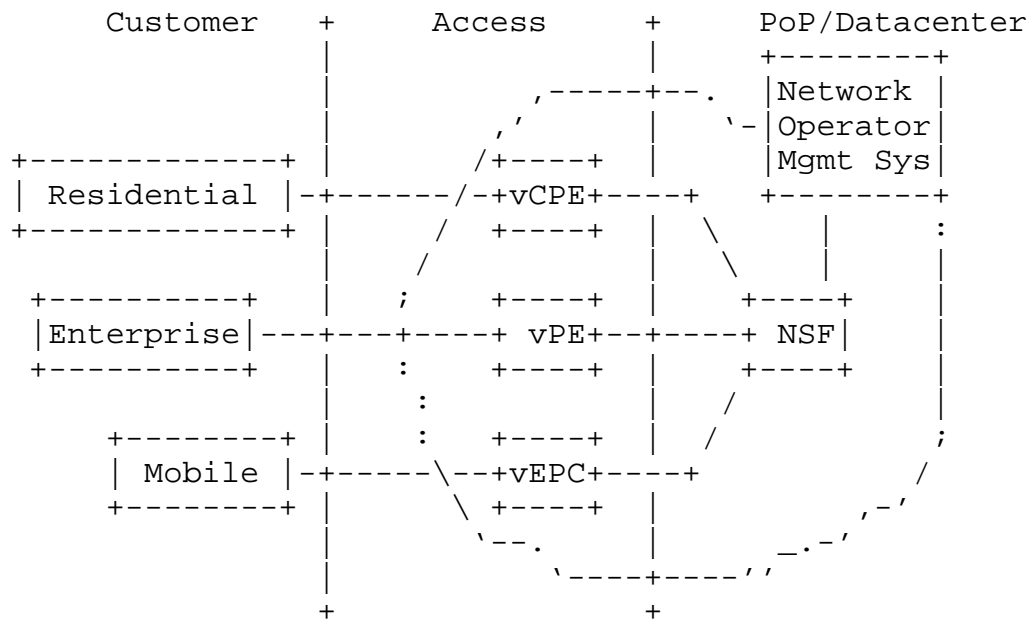 Customer Access PoP/Datacenter
Network
Operator
Mgmt Sys
Residential vCPE
Enterprise vPE NSF
Mobile vEPC